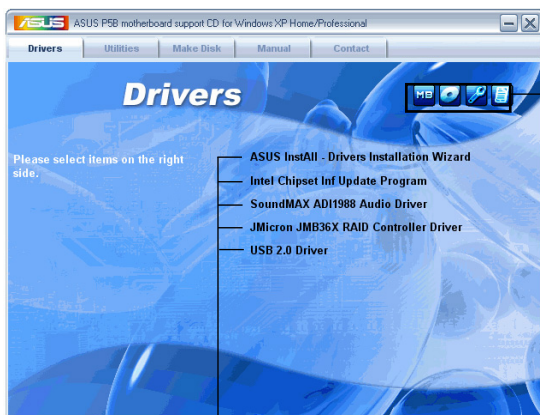 ASUS ASUS P5B motherboard support CD for Windows XP Home/Professional
Drivers Utilities Make Disk Manual Contact
Drivers
MB
Please select items on the right
side.
ASUS InstAll - Drivers Installation Wizard
Intel Chipset Inf Update Program
SoundMAX ADI1988 Audio Driver
JMicron JMB36X RAID Controller Driver
USB 2.0 Driver